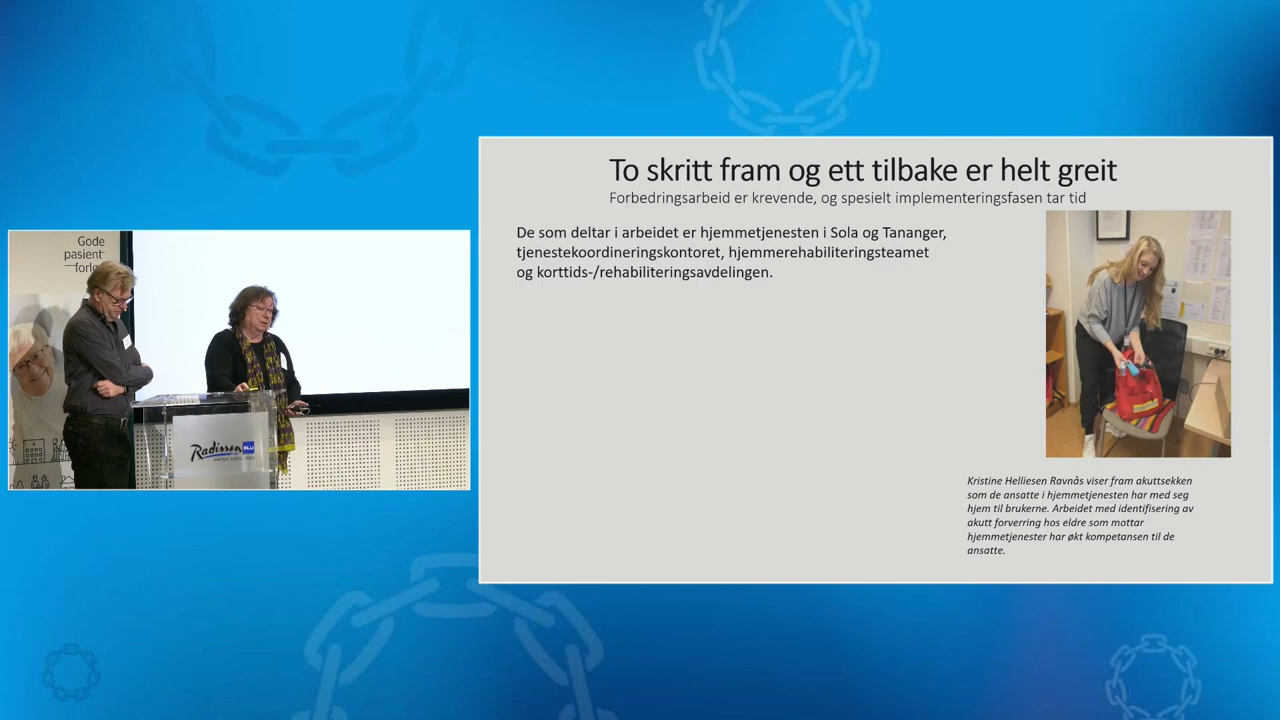 Gode
pasient
forlø
Radisson
BLU
To skritt fram og ett tilbake er helt greit
Forbedringsarbeid er krevende, og spesielt implementeringsfasen tar tid
De som deltar i arbeidet er hjemmetjenesten i Sola og Tananger,
tjenestekoordineringskontoret, hjemmerehabiliteringsteamet
og korttids-/rehabiliteringsavdelingen.
Kristine Helliesen Ravnås viser fram akuttsekken
som de ansatte i hjemmetjenesten har med seg
hjem til brukerne. Arbeidet med identifisering av
akutt forverring hos eldre som mottar
hjemmetjenester har økt kompetansen til de
ansatte.